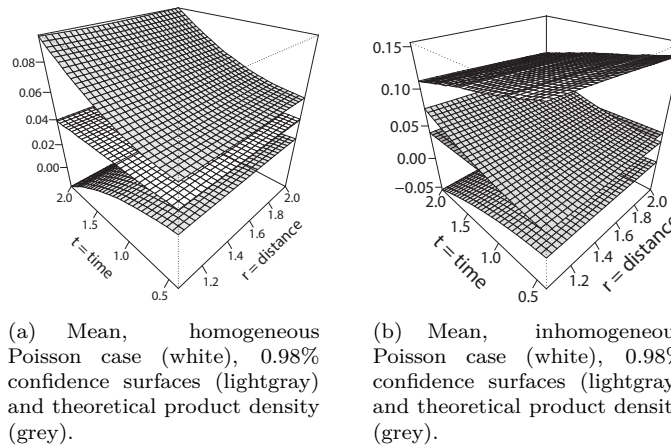 0.08
0.06
0.04
0.02
0.00
2.0
1.5
1.0
0.5
t = time
1.2
1.4
1.6
1.8
2.0
r = distance
0.15
0.10
0.05
0.00
−0.05
2.0
1.5
1.0
0.5
t = time
1.2
1.4
1.6
1.8
2.0
r = distance
(a) Mean, homogeneous
Poisson case (white), 0.98%
confidence surfaces (lightgray)
and theoretical product density
(grey).
(b) Mean, inhomogeneou
Poisson case (white), 0.98%
confidence surfaces (lightgray
and theoretical product densit
(grey).